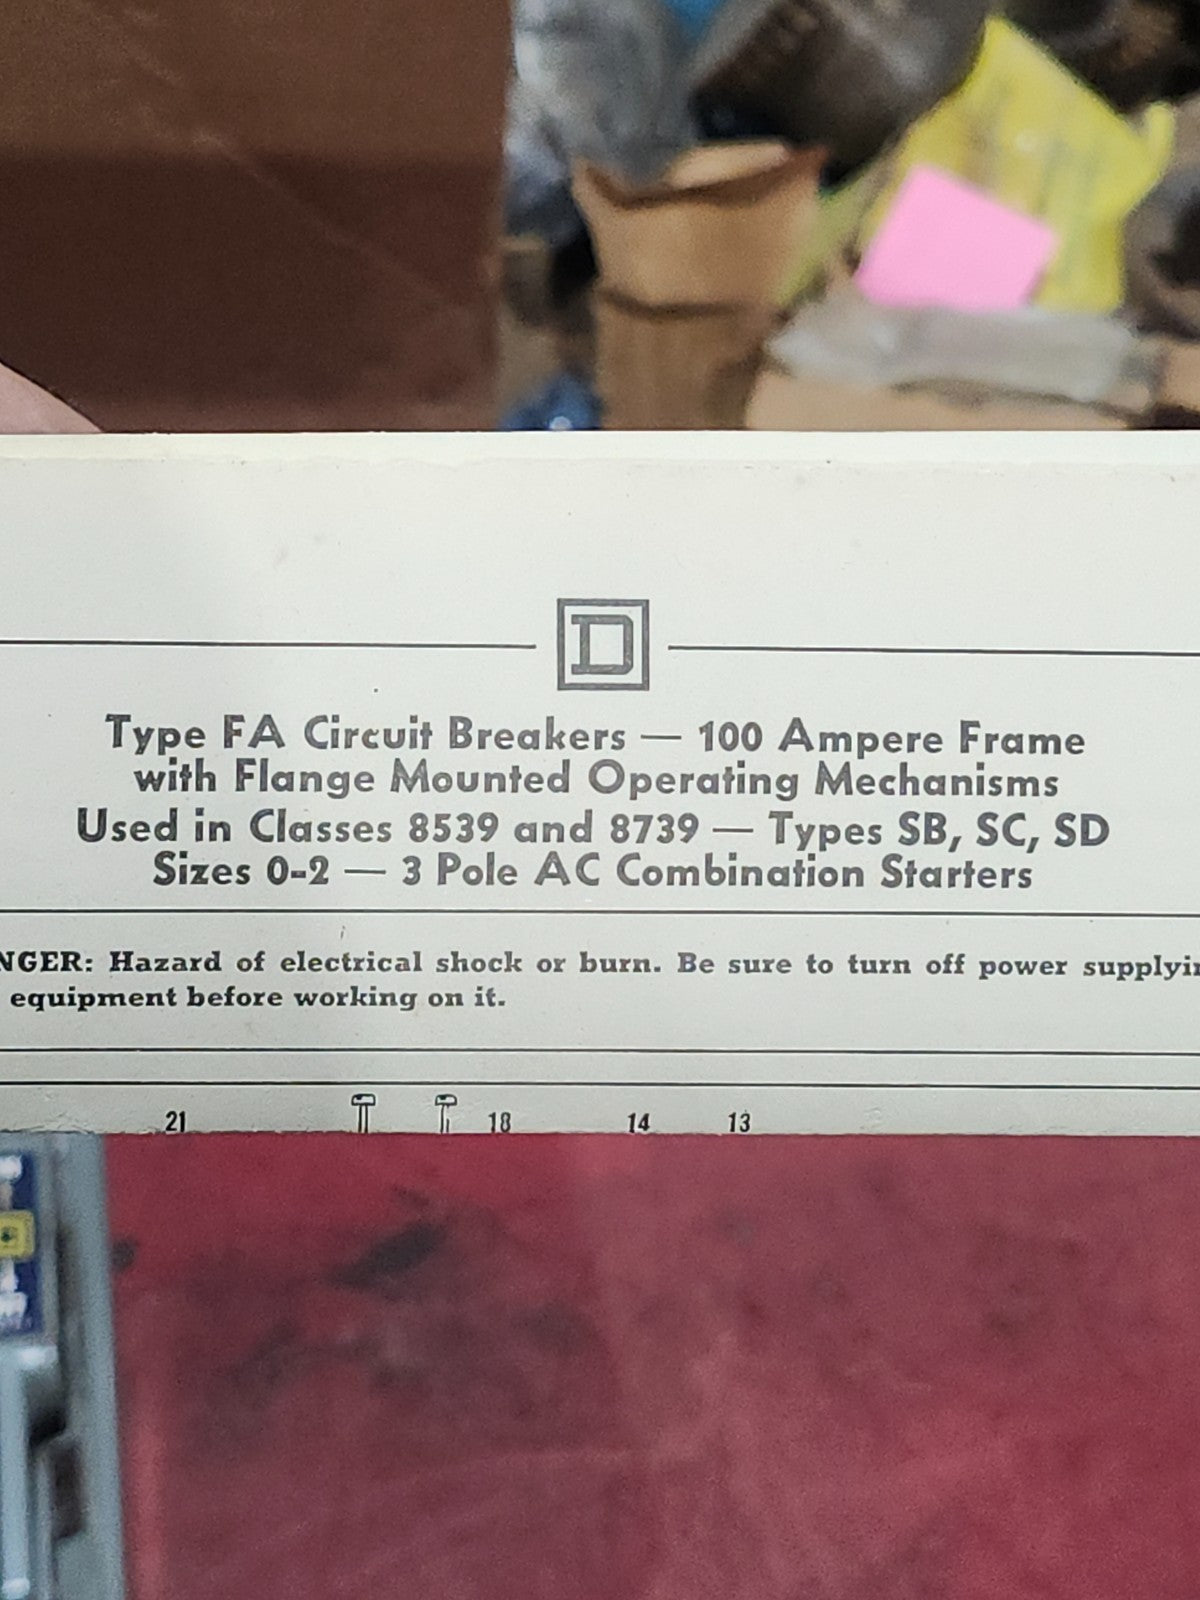 D
Type FA Circuit Breakers — 100 Ampere Frame
with Flange Mounted Operating Mechanisms
Used in Classes 8539 and 8739 — Types SB, SC, SD
Sizes 0-2 — 3 Pole AC Combination Starters
NGER: Hazard of electrical shock or burn. Be sure to turn off power supplyin
equipment before working on it.
21 18 14 13